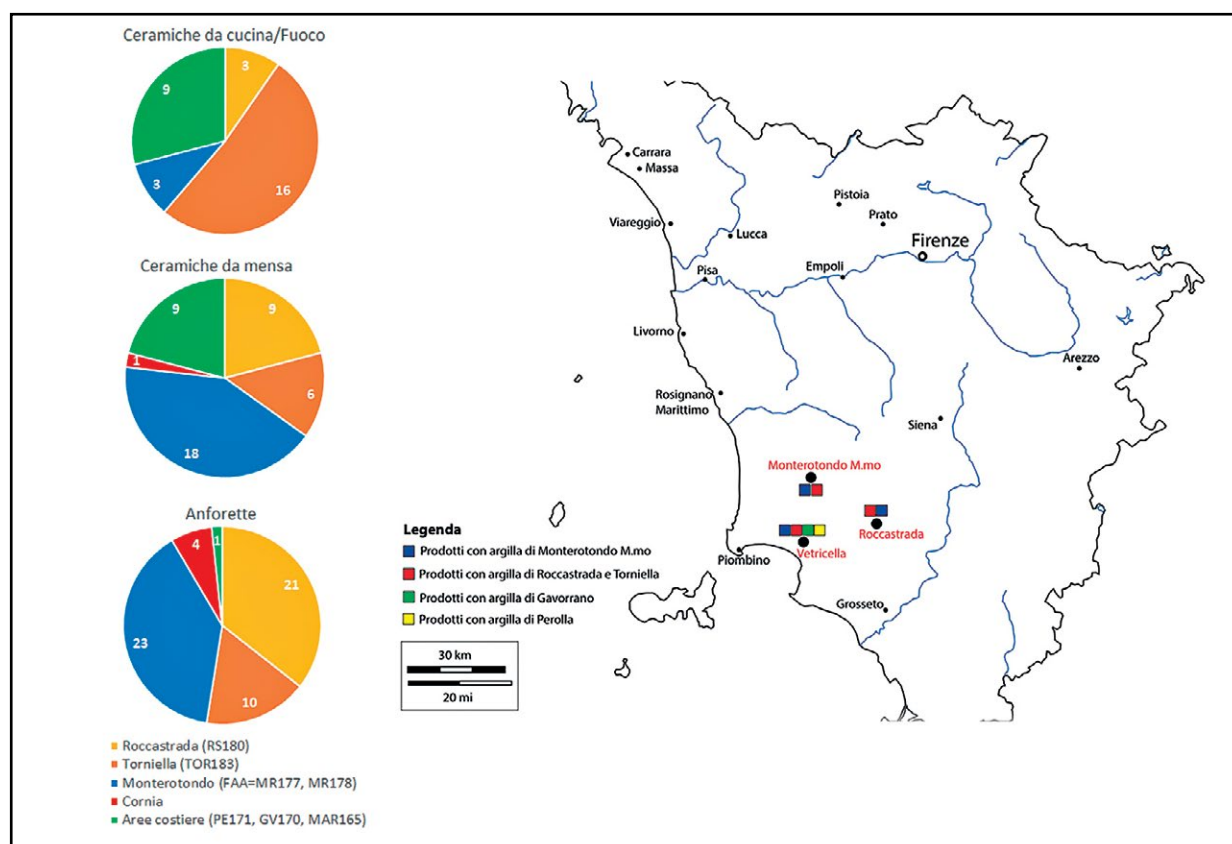 Ceramiche da cucina/Fuoco
3
16
3
9
Ceramiche da mensa
9
6
18
1
9
Anforette
21
10
23
4
1
Roccastrada (RS180)
Torniella (TOR183)
Monterotondo (FAA=MR177, MR178)
Cornia
Aree costiere (PE171, GV170, MAR165)
Carrara
Massa
Pistoia
Prato
Viareggio
Lucca
Firenze
Pisa
Empoli
Livorno
Arezzo
Rosignano
Marittimo
Siena
Monterotondo M.mo
Roccastrada
Vetricella
Piombino
Grosseto
Legenda
Prodotti con argilla di Monterotondo M.mo
Prodotti con argilla di Roccastrada e Torniella
Prodotti con argilla di Gavorrano
Prodotti con argilla di Perolla
30 km
20 mi